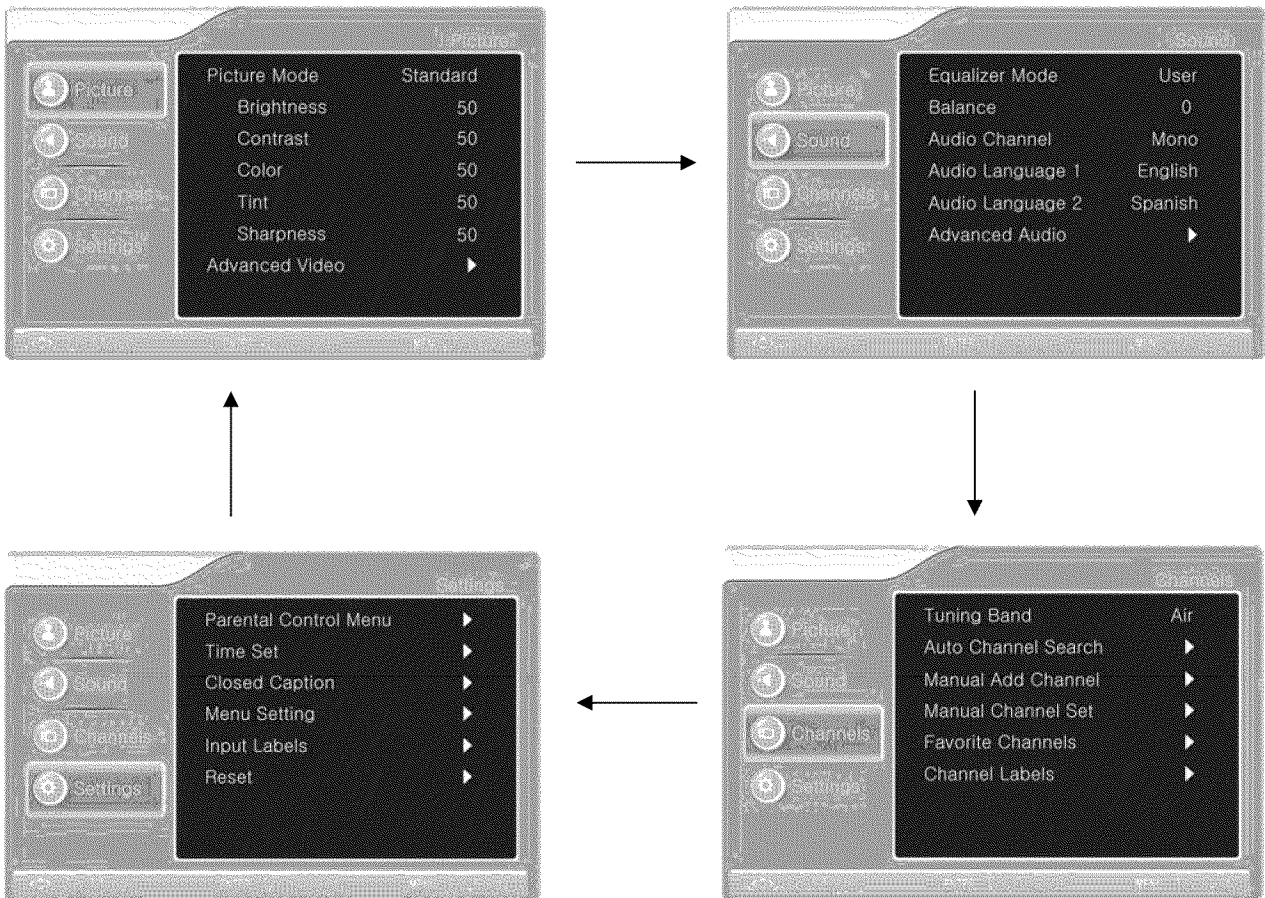 Picture
Picture
Sound
Channels
Settings
Picture Mode Standard
Brightness 50
Contrast 50
Color 50
Tint 50
Sharpness 50
Advanced Video
Sound
Picture
Sound
Channels
Settings
Equalizer Mode User
Balance 0
Audio Channel Mono
Audio Language 1 English
Audio Language 2 Spanish
Advanced Audio
Settings
Picture
Sound
Channels
Settings
Parental Control Menu
Time Set
Closed Caption
Menu Setting
Input Labels
Reset
Channels
Picture
Sound
Channels
Settings
Tuning Band Air
Auto Channel Search
Manual Add Channel
Manual Channel Set
Favorite Channels
Channel Labels